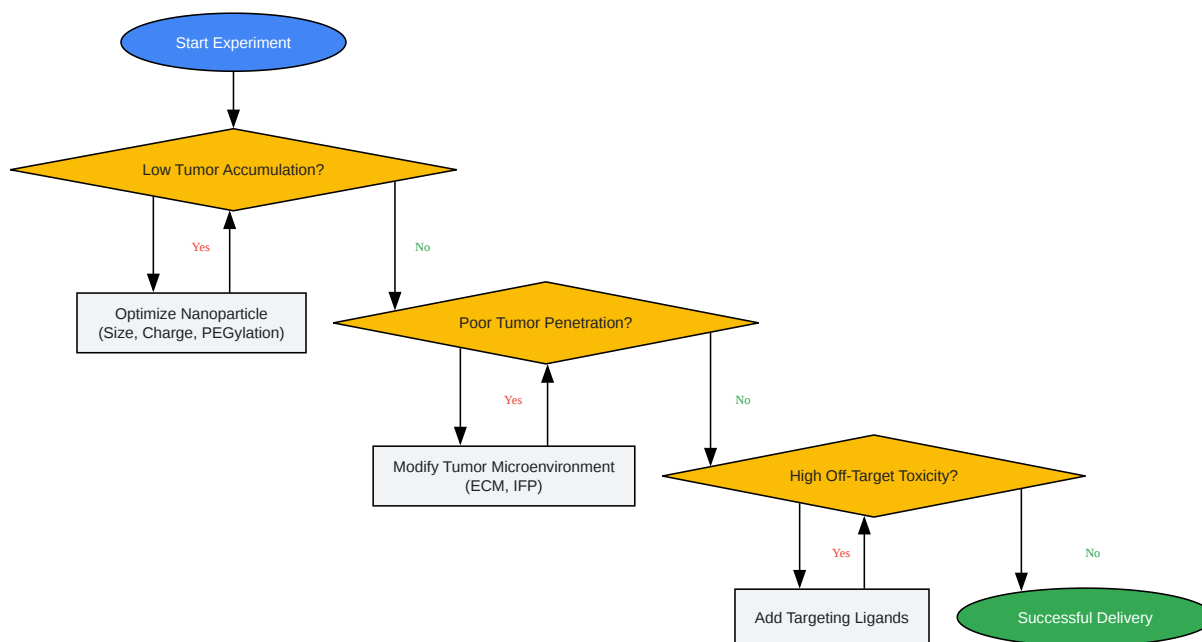 Start Experiment
Low Tumor Accumulation?
Yes
No
Optimize Nanoparticle
(Size, Charge, PEGylation)
Poor Tumor Penetration?
Yes
No
Modify Tumor Microenvironment
(ECM, IFP)
High Off-Target Toxicity?
Yes
No
Add Targeting Ligands
Successful Delivery